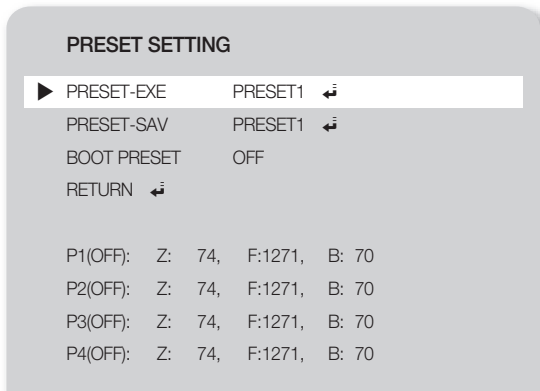 PRESET SETTING
▶ PRESET-EXE PRESET1 ↵
PRESET-SAV PRESET1 ↵
BOOT PRESET OFF
RETURN ↵
P1(OFF): Z: 74, F:1271, B: 70
P2(OFF): Z: 74, F:1271, B: 70
P3(OFF): Z: 74, F:1271, B: 70
P4(OFF): Z: 74, F:1271, B: 70